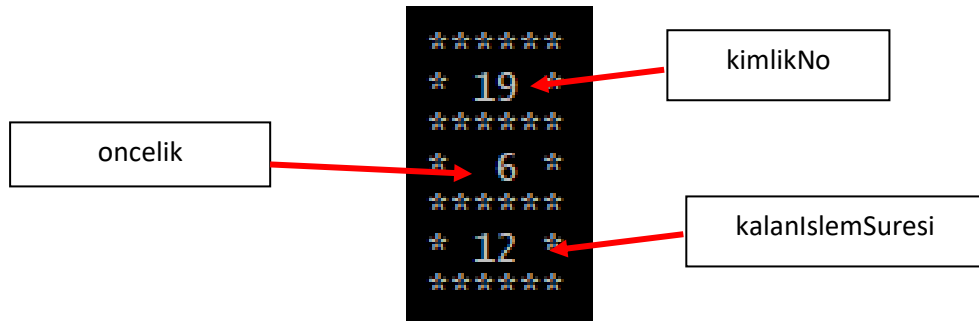 ******
* 19 *
******
* 6 *
******
* 12 *
******
kimlikNo
oncelik
kalanIslemSuresi